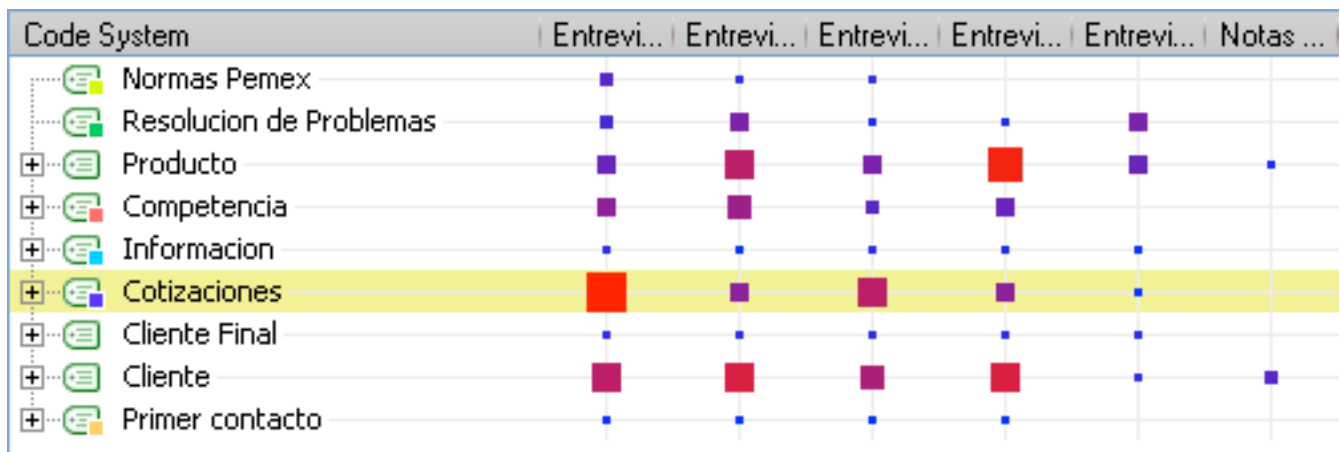 Code System Entrevi... Entrevi... Entrevi... Entrevi... Entrevi... Notas ...
Normas Pemex
Resolucion de Problemas
Producto
Competencia
Informacion
Cotizaciones
Cliente Final
Cliente
Primer contacto